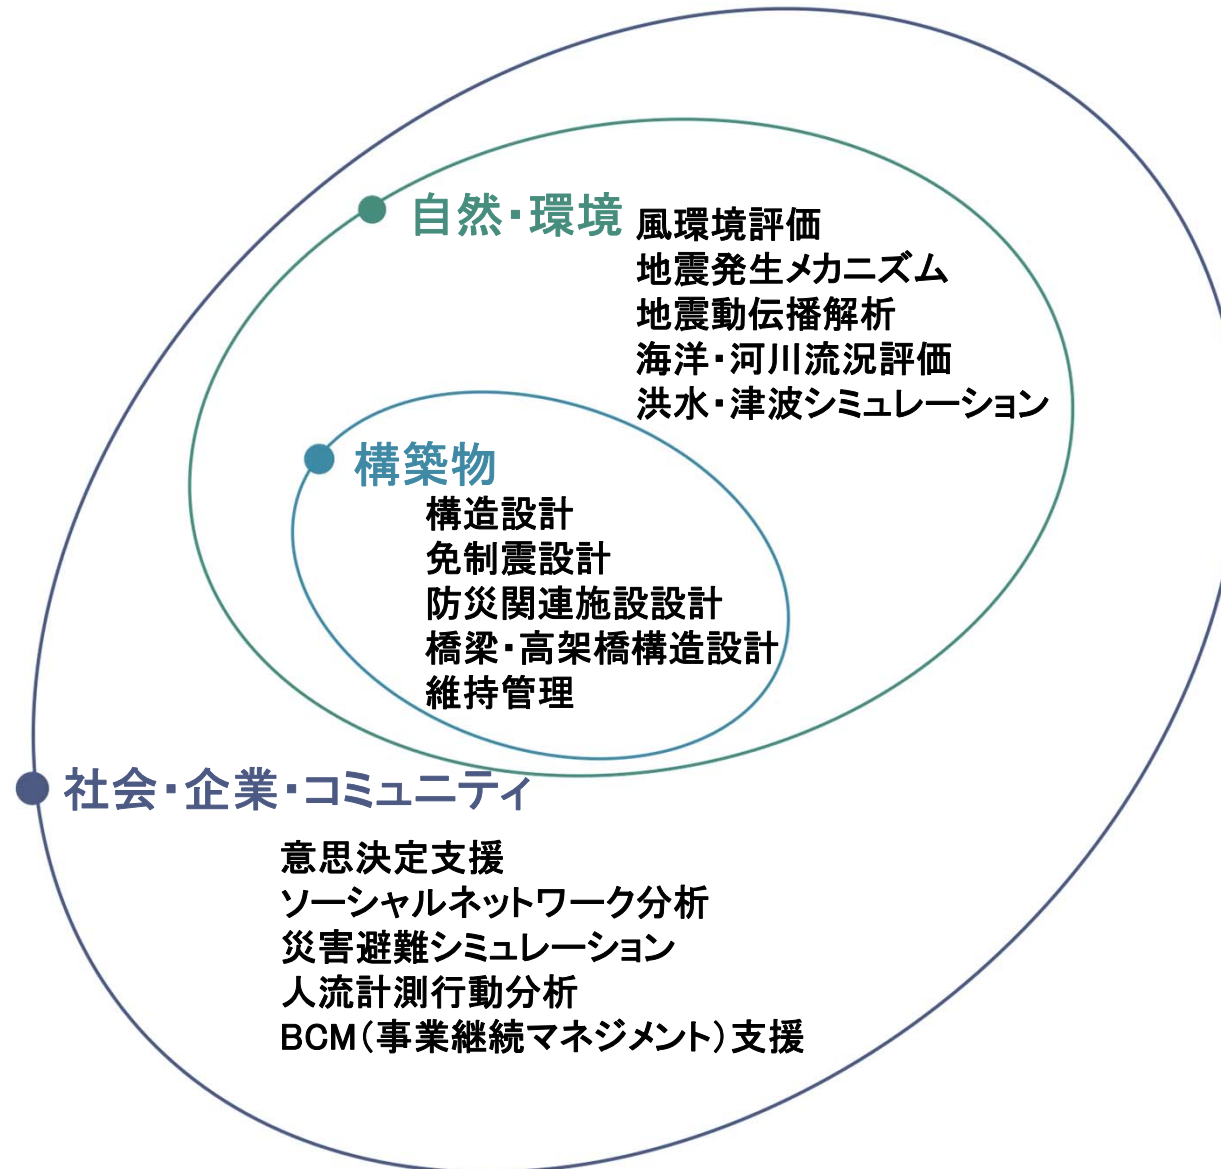 自然・環境
風環境評価
地震発生メカニズム
地震動伝播解析
海洋・河川流況評価
洪水・津波シミュレーション
構築物
構造設計
免制震設計
防災関連施設設計
橋梁・高架橋構造設計
維持管理
社会・企業・コミュニティ
意思決定支援
ソーシャルネットワーク分析
災害避難シミュレーション
人流計測行動分析
BCM(事業継続マネジメント)支援